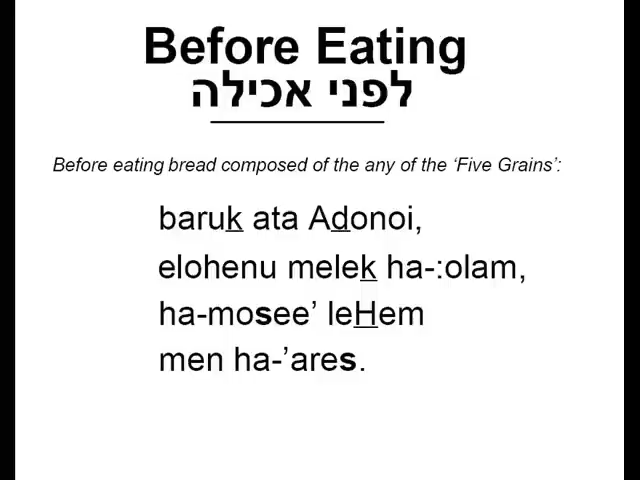 Before Eating
לפני אכילה
Before eating bread composed of the any of the ‘Five Grains’:
baruk ata Adonoi,
elohenu melek ha-:olam,
ha-mosee’ leHem
men ha-’ares.